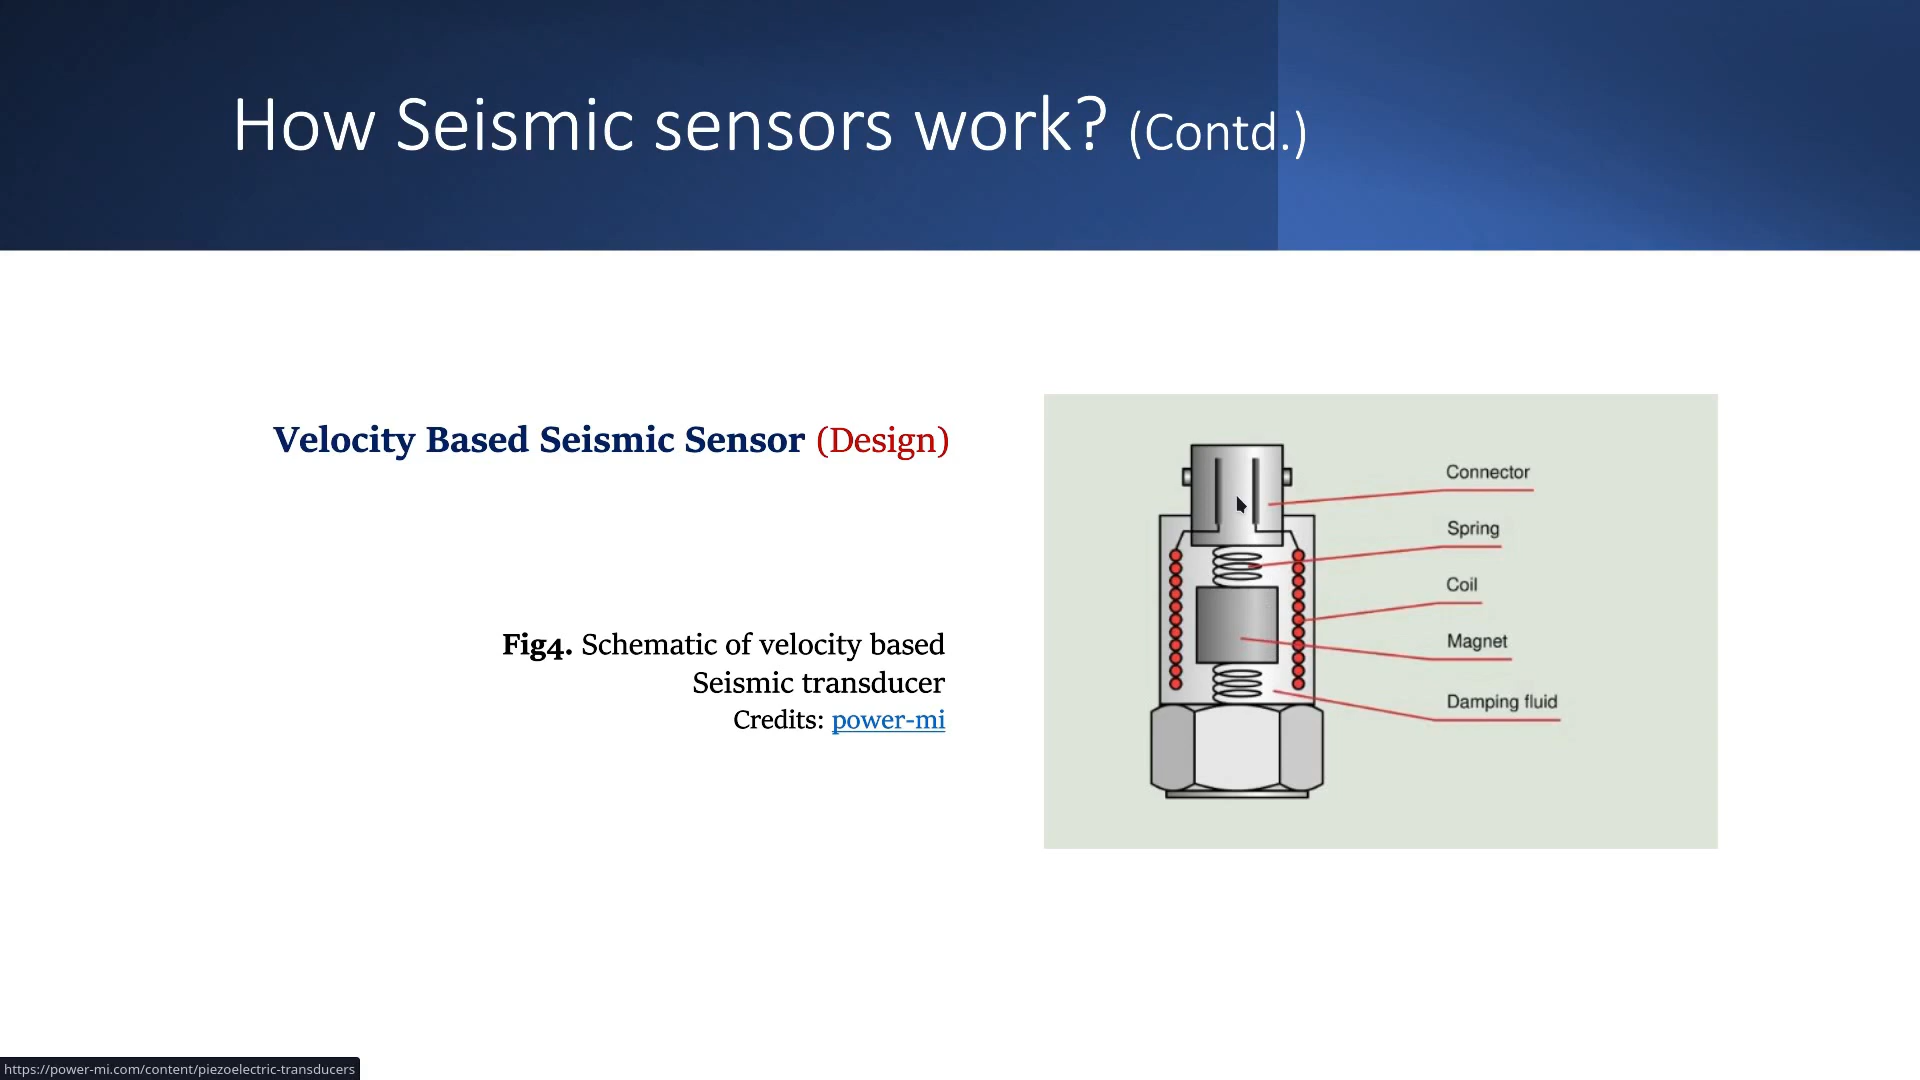 How Seismic sensors work? (Contd.)
Velocity Based Seismic Sensor (Design)
Fig4. Schematic of velocity based
Seismic transducer
Credits: power-mi
Connector
Spring
Coil
Magnet
Damping fluid
https://power-mi.com/content/piezoelectric-transducers